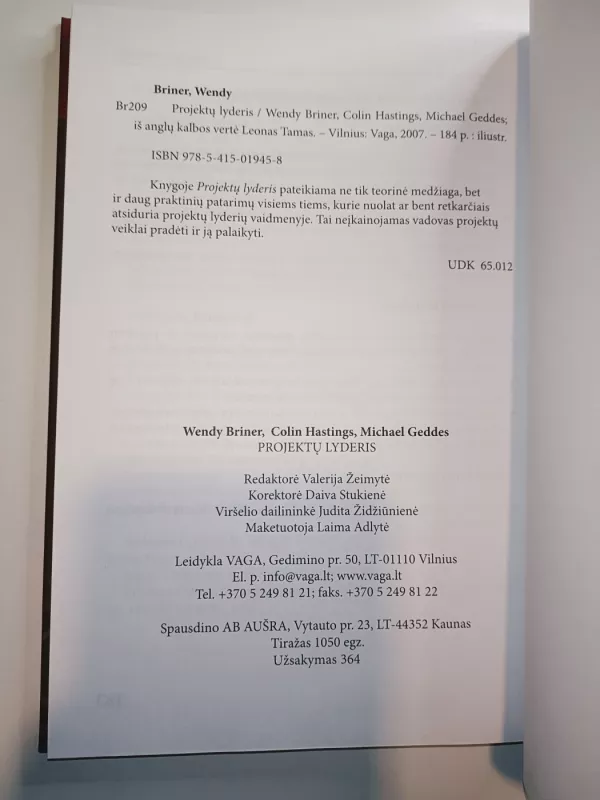 Briner, Wendy
Br209 Projektų lyderis / Wendy Briner, Colin Hastings, Michael Geddes;
iš anglų kalbos vertė Leonas Tamas. – Vilnius: Vaga, 2007. – 184 p. : iliustr.
ISBN 978-5-415-01945-8
Knygoje Projektų lyderis pateikiama ne tik teorinė medžiaga, bet
ir daug praktinių patarimų visiems tiems, kurie nuolat ar bent retkarčiais
atsiduria projektų lyderių vaidmenyje. Tai neįkainojamas vadovas projektų
veiklai pradėti ir ją palaikyti.
UDK 65.012
Wendy Briner, Colin Hastings, Michael Geddes
PROJEKTŲ LYDERIS
Redaktorė Valerija Žeimytė
Korektorė Daiva Stukienė
Viršelio dailininkė Judita Židžiūnienė
Maketuotoja Laima Adlytė
Leidykla VAGA, Gedimino pr. 50, LT-01110 Vilnius
El. p. info@vaga.lt; www.vaga.lt
Tel. +370 5 249 81 21; faks. +370 5 249 81 22
Spausdino AB AUŠRA, Vytauto pr. 23, LT-44352 Kaunas
Tiražas 1050 egz.
Užsakymas 364